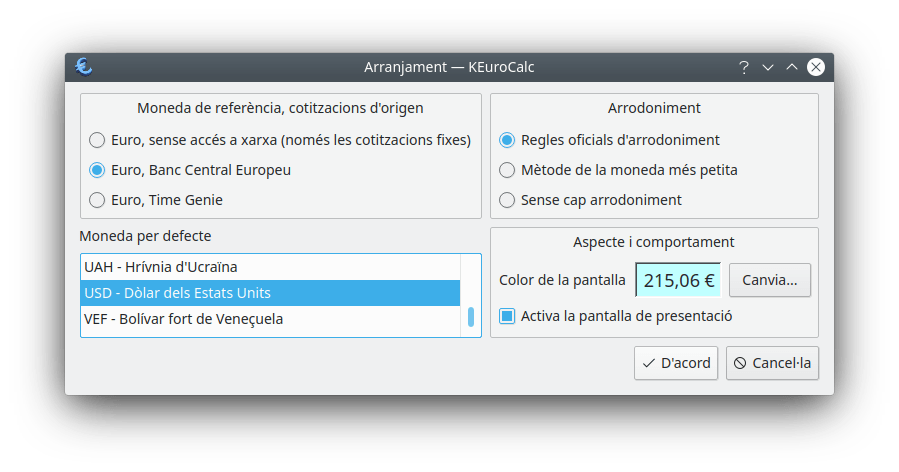 Arranjament — KEuroCalc
Moneda de referència, cotitzacions d'origen
Euro, sense accés a xarxa (només les cotitzacions fixes)
Euro, Banc Central Europeu
Euro, Time Genie
Moneda per defecte
UAH - Hrívnia d'Ucraïna
USD - Dòlar dels Estats Units
VEF - Bolívar fort de Veneçuela
Arrodoniment
Regles oficials d'arrodoniment
Mètode de la moneda més petita
Sense cap arrodoniment
Aspecte i comportament
Color de la pantalla 215,06 € Canvia...
Activa la pantalla de presentació
D'acord Cancel·la